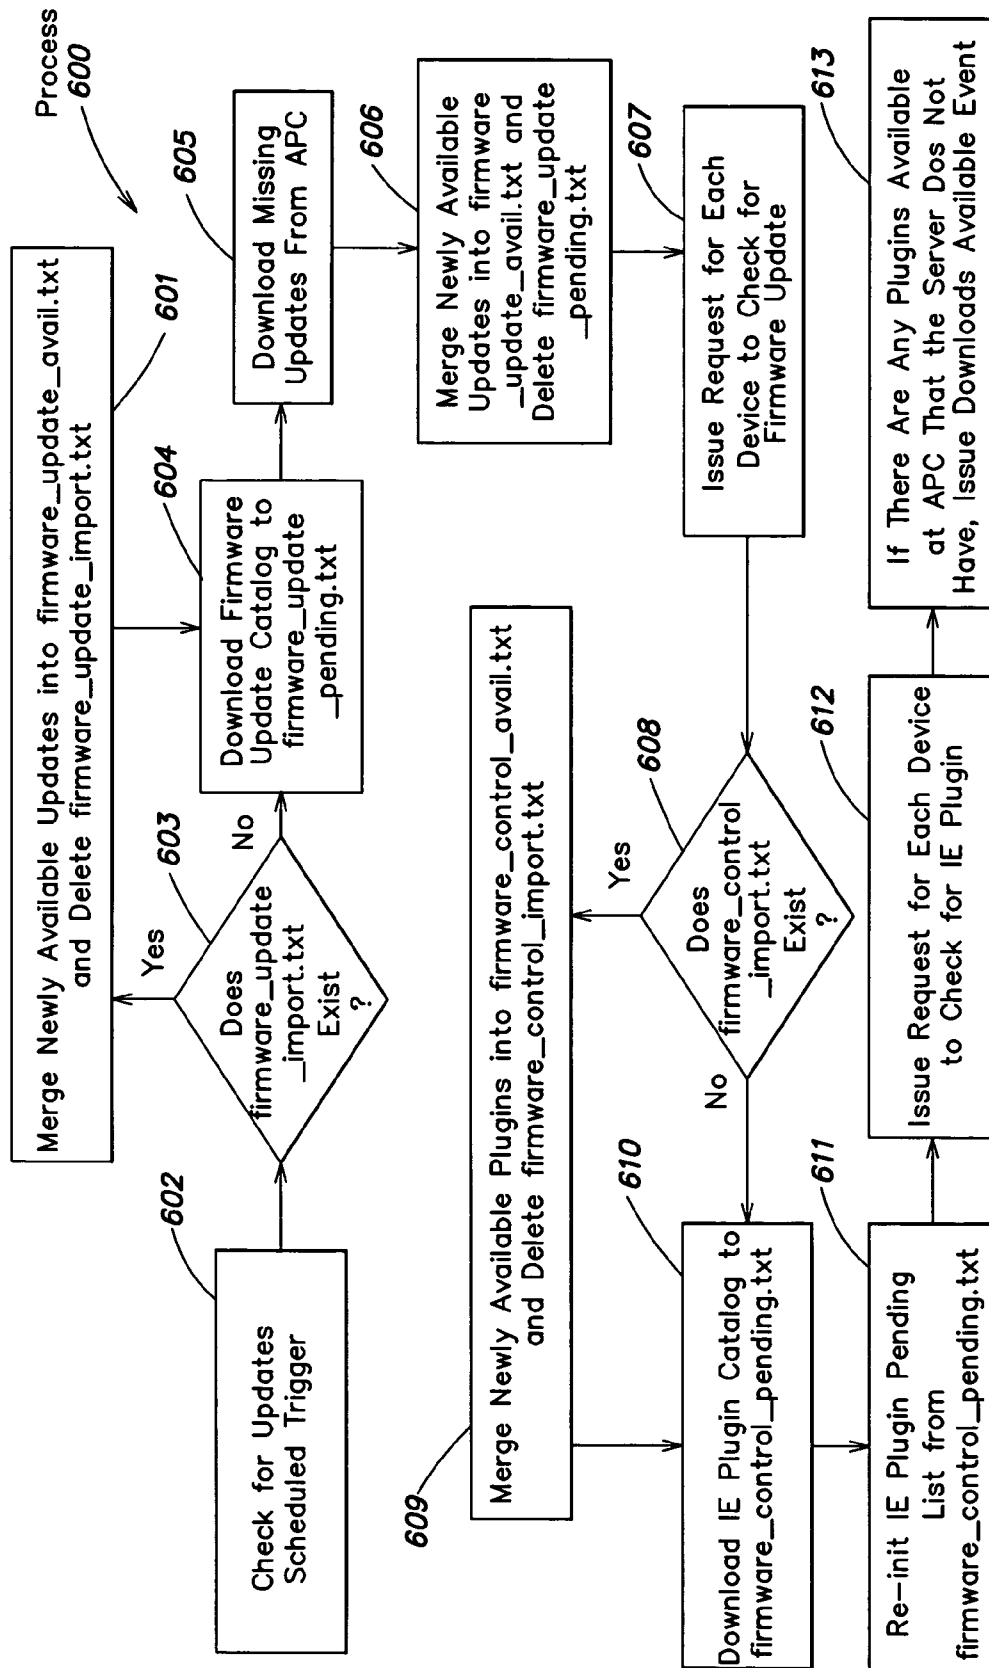 Process
600
Merge Newly Available Updates into firmware_update_avail.txt
and Delete firmware_update_import.txt
601
Check for Updates
Scheduled Trigger
602
Does
firmware_update
_import.txt
Exist
?
603
Yes
No
Download Firmware
Update Catalog to
firmware_update
_pending.txt
604
Download Missing
Updates From APC
605
Merge Newly Available
Updates into firmware
_update_avail.txt and
Delete firmware_update
_pending.txt
606
Issue Request for Each
Device to Check for
Firmware Update
607
Does
firmware_control
_import.txt
Exist
?
608
Yes
No
Merge Newly Available Plugins into firmware_control_avail.txt
and Delete firmware_control_import.txt
609
Download IE Plugin Catalog to
firmware_control_pending.txt
610
Re-init IE Plugin Pending
List from
firmware_control_pending.txt
611
Issue Request for Each Device
to Check for IE Plugin
612
If There Are Any Plugins Available
at APC That the Server Dos Not
Have, Issue Downloads Available Event
613